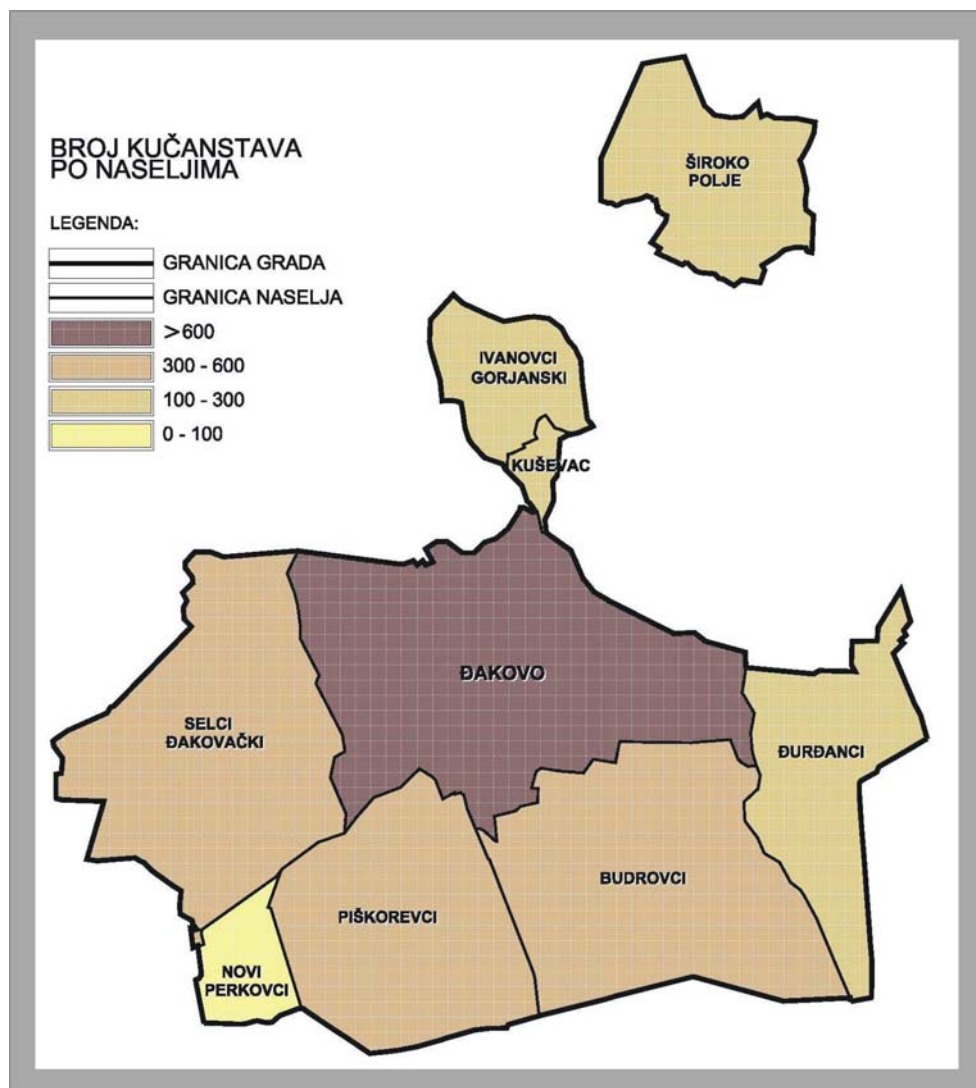 BROJ KUČANSTAVA
PO NASELJIMA
LEGENDA:
GRANICA GRADA
GRANICA NASELJA
>600
300 - 600
100 - 300
0 - 100
ŠIROKO
POLJE
IVANOVCI
GORJANSKI
KUŠEVAC
ĐAKOVO
SELCI
ĐAKOVAČKI
ĐURĐANCI
BUDROVCI
PIŠKOREVCI
NOVI
PERKOVCI